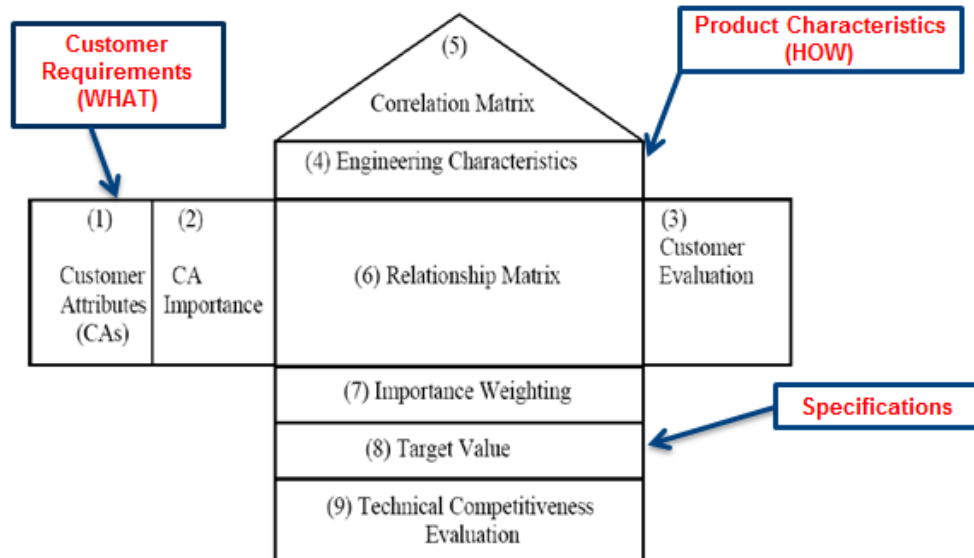 Customer
Requirements
(WHAT)
(5)
Correlation Matrix
Product Characteristics
(HOW)
(4) Engineering Characteristics
(1)
Customer
Attributes
(CAs)
(2)
CA
Importance
(6) Relationship Matrix
(3)
Customer
Evaluation
(7) Importance Weighting
(8) Target Value
Specifications
(9) Technical Competitiveness
Evaluation